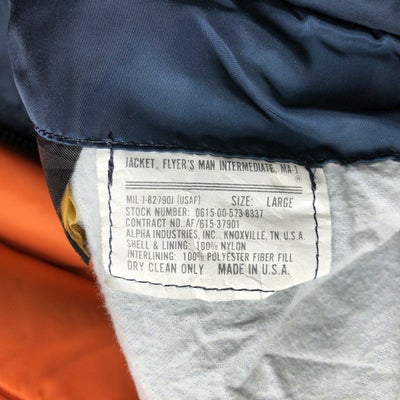 JACKET, FLYER'S MAN INTERMEDIATE, MA-1
®
MIL-J-8279DJ (USAF) SIZE: LARGE
STOCK NUMBER: 0615-00-573-8337
CONTRACT NO.: AF/615-37901
ALPHA INDUSTRIES, INC. KNOXVILLE, TN. U.S.A.
SHELL & LINING: 100% NYLON
INTERLINING: 100% POLYESTER FIBER FILL
DRY CLEAN ONLY MADE IN U.S.A.